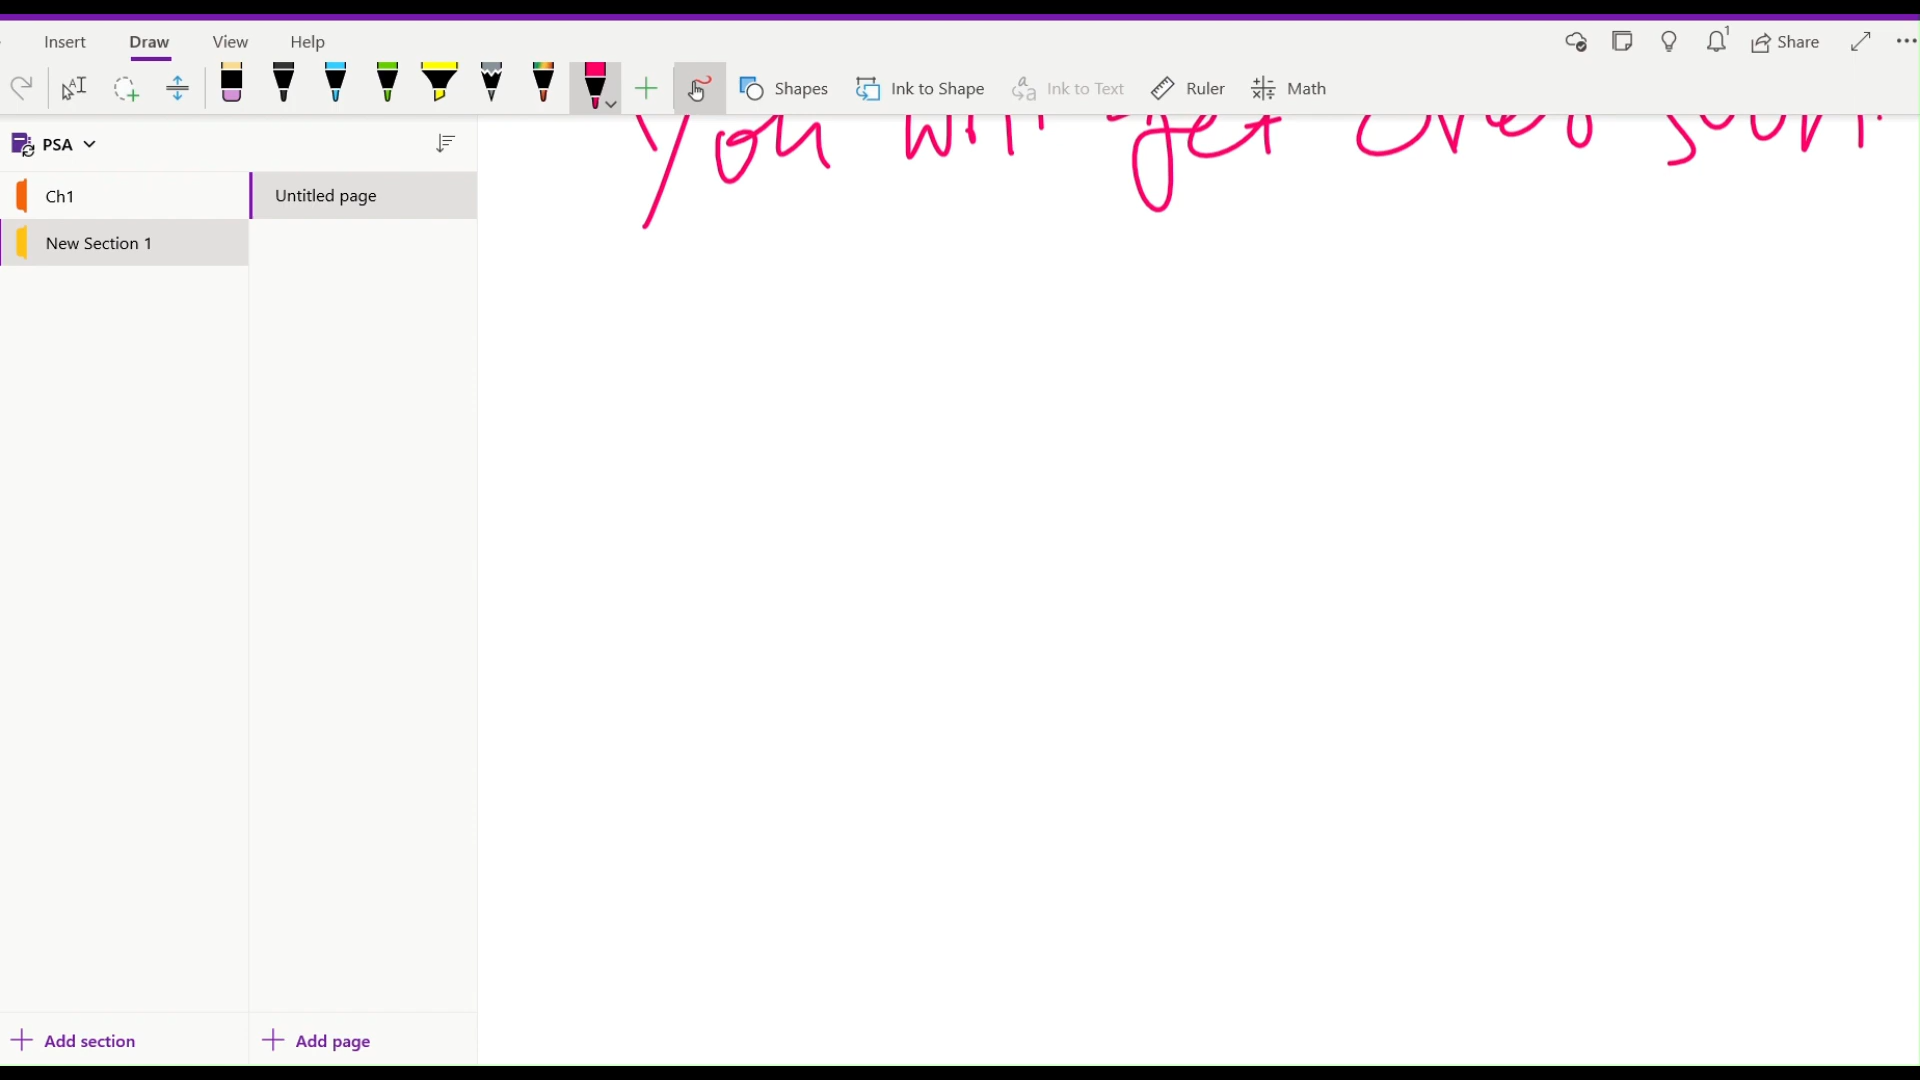 Insert Draw View Help Share
Shapes Ink to Shape Ink to Text Ruler Math
PSA
Ch1 Untitled page
New Section 1
You will get soon.
Add section Add page